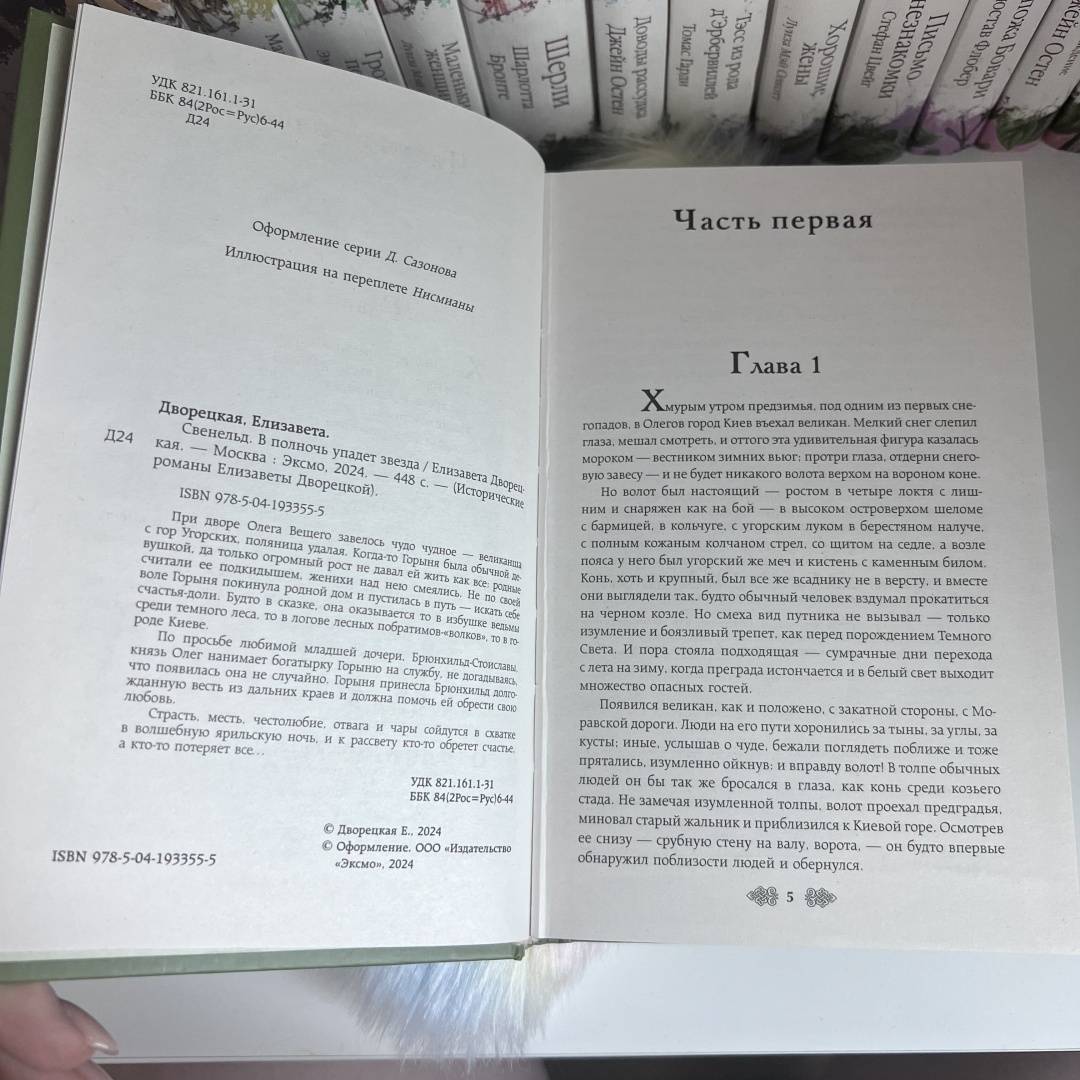 Шерли
Шарлотта
Бронте
Доводы рассудка
Джейн Остен
Тэсс из рода
д'Эрбервиллей
Томас Гарди
Хорошие
жены
Луиза Мэй Олкотт
Письмо
незнакомки
Стефан Цвейг
Бовари
Флобер
Остен
УДК 821.161.1-31
ББК 84(2Рос=Рус)6-44
Д24
Оформление серии Д. Сазонова
Иллюстрация на переплете Нисмианы
Дворецкая, Елизавета.
Д24 Свенельд. В полночь упадет звезда / Елизавета Дворец-
кая. — Москва : Эксмо, 2024. — 448 с. — (Исторические
романы Елизаветы Дворецкой).
ISBN 978-5-04-193355-5
При дворе Олега Вещего завелось чудо чудное — великанша
с гор Угорских, поляница удалая. Когда-то Горыня была обычной де-
вушкой, да только огромный рост не давал ей жить как все: родные
считали ее подкидышем, женихи над нею смеялись. Не по своей
воле Горыня покинула родной дом и пустилась в путь — искать себе
счастья-доли. Будто в сказке, она оказывается то в избушке ведьмы
среди темного леса, то в логове лесных побратимов-«волков», то в го-
роде Киеве.
По просьбе любимой младшей дочери, Брюнхильд-Стоиславы,
князь Олег нанимает богатырку Горыню на службу, не догадываясь,
что появилась она не случайно. Горыня принесла Брюнхильд долго-
жданную весть из дальних краев и должна помочь ей обрести свою
любовь.
Страсть, месть, честолюбие, отвага и чары сойдутся в схватке
в волшебную ярильскую ночь, и к рассвету кто-то обретет счастье,
а кто-то потеряет все…
УДК 821.161.1-31
ББК 84(2Рос=Рус)6-44
© Дворецкая Е., 2024
© Оформление. ООО «Издательство
«Эксмо», 2024
ISBN 978-5-04-193355-5
Часть первая
Глава 1
Хмурым утром предзимья, под одним из первых сне-
гопадов, в Олегов город Киев въехал великан. Мелкий снег слепил
глаза, мешал смотреть, и оттого эта удивительная фигура казалась
мороком — вестником зимних вьюг; протри глаза, отдерни снего-
вую завесу — и не будет никакого волота верхом на вороном коне.
Но волот был настоящий — ростом в четыре локтя с лиш-
ним и снаряжен как на бой — в высоком островерхом шеломе
с бармицей, в кольчуге, с угорским луком в берестяном налуче,
с полным кожаным колчаном стрел, со щитом на седле, а возле
пояса у него был угорский же меч и кистень с каменным билом.
Конь, хоть и крупный, был все же всаднику не в версту, и вместе
они выглядели так, будто обычный человек вздумал прокатиться
на черном козле. Но смеха вид путника не вызывал — только
изумление и боязливый трепет, как перед порождением Темного
Света. И пора стояла подходящая — сумрачные дни перехода
с лета на зиму, когда преграда истончается и в белый свет выходит
множество опасных гостей.
Появился великан, как и положено, с закатной стороны, с Мо-
равской дороги. Люди на его пути хоронились за тыны, за углы, за
кусты; иные, услышав о чуде, бежали поглядеть поближе и тоже
прятались, изумленно ойкнув: и вправду волот! В толпе обычных
людей он бы так же бросался в глаза, как конь среди козьего
стада. Не замечая изумленной толпы, волот проехал предградья,
миновал старый жальник и приблизился к Киевой горе. Осмотрев
ее снизу — срубную стену на валу, ворота, — он будто впервые
обнаружил поблизости людей и обернулся.
5